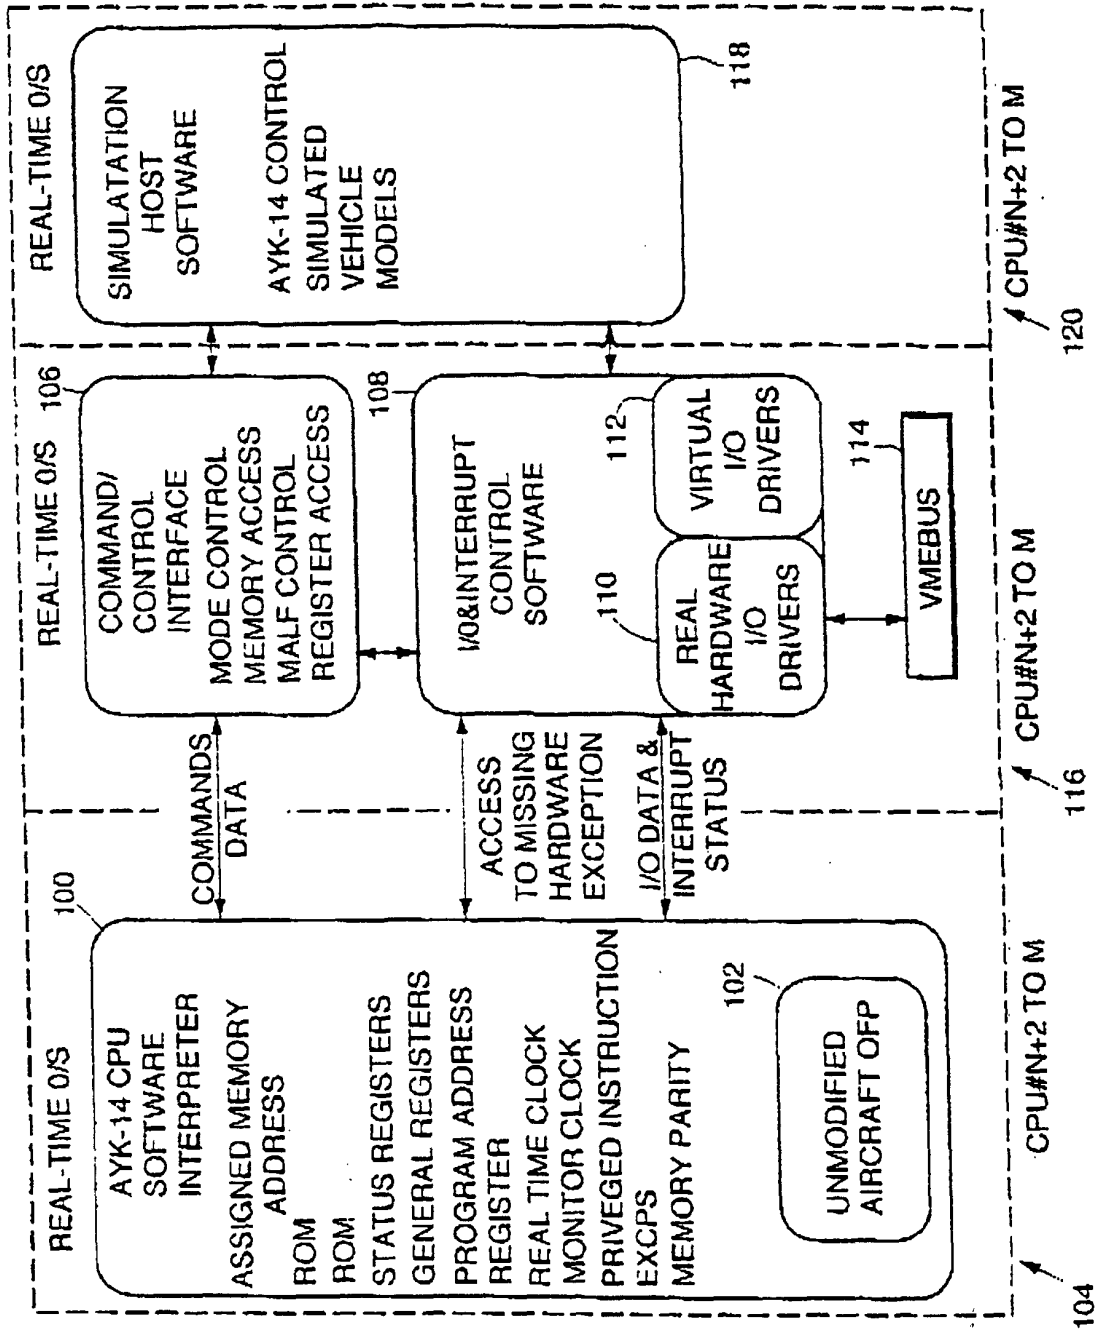 REAL-TIME 0/S
100
AYK-14 CPU
SOFTWARE
INTERPRETER
ASSIGNED MEMORY
ADDRESS
ROM
ROM
STATUS REGISTERS
GENERAL REGISTERS
PROGRAM ADDRESS
REGISTER
REAL TIME CLOCK
MONITOR CLOCK
PRIVEGED INSTRUCTION
EXCPS
MEMORY PARITY
102
UNMODIFIED
AIRCRAFT OFP
CPU#N+2 TO M
104
COMMANDS
DATA
ACCESS
TO MISSING
HARDWARE
EXCEPTION
I/O DATA &
INTERRUPT
STATUS
REAL-TIME 0/S
106
COMMAND/
CONTROL
INTERFACE
MODE CONTROL
MEMORY ACCESS
MALF CONTROL
REGISTER ACCESS
108
I/O&INTERRUPT
CONTROL
SOFTWARE
110
REAL
HARDWARE
I/O
DRIVERS
112
VIRTUAL
I/O
DRIVERS
114
VMEBUS
CPU#N+2 TO M
116
REAL-TIME 0/S
SIMULATATION
HOST
SOFTWARE
AYK-14 CONTROL
SIMULATED
VEHICLE
MODELS
118
CPU#N+2 TO M
120